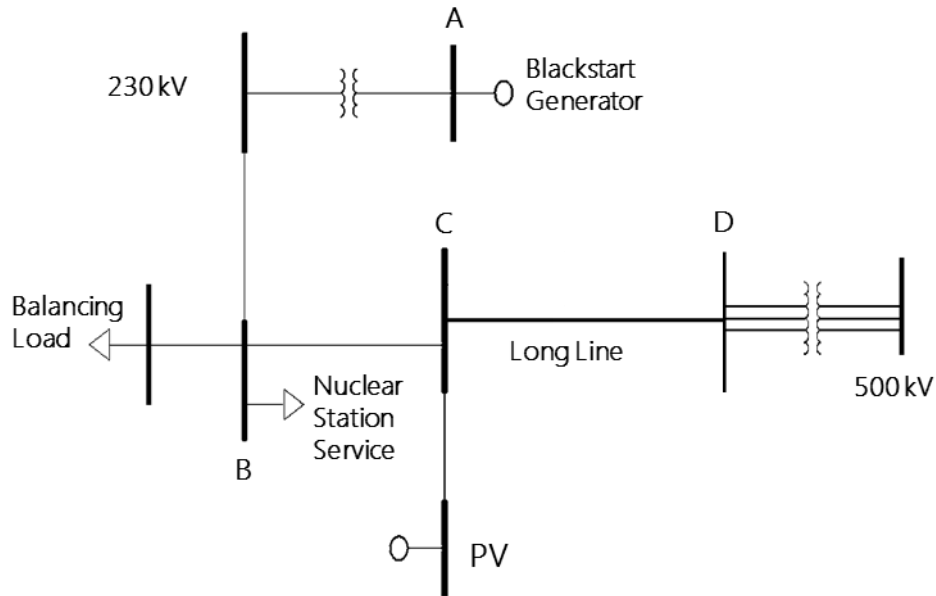 A
230 kV
Blackstart
Generator
C
D
Balancing
Load
Long Line
500 kV
Nuclear
Station
Service
B
PV